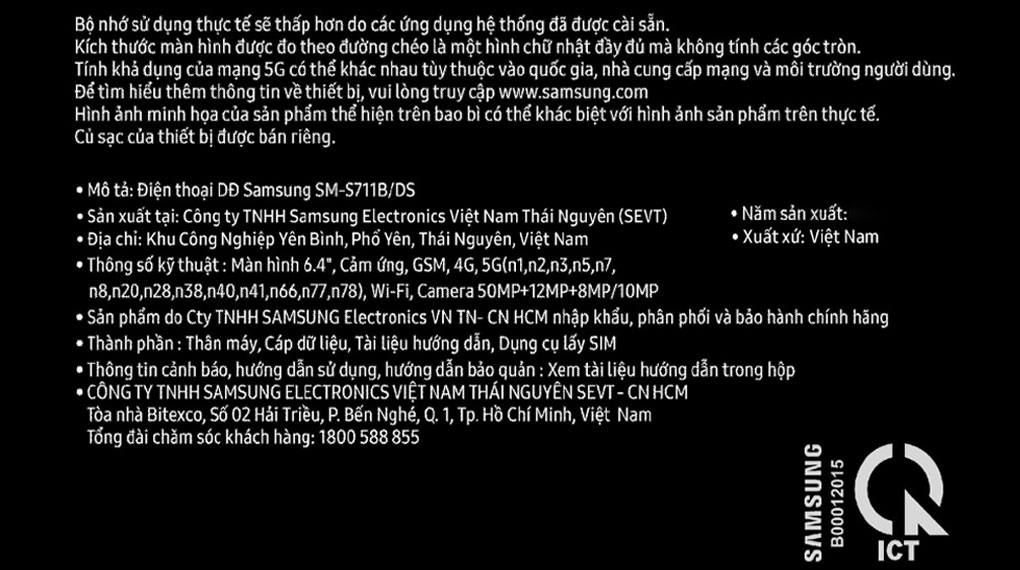 Bộ nhớ sử dụng thực tế sẽ thấp hơn do các ứng dụng hệ thống đã được cài sẵn.
Kích thước màn hình được đo theo đường chéo là một hình chữ nhật đầy đủ mà không tính các góc tròn.
Tính khả dụng của mạng 5G có thể khác nhau tùy thuộc vào quốc gia, nhà cung cấp mạng và môi trường người dùng.
Để tìm hiểu thêm thông tin về thiết bị, vui lòng truy cập www.samsung.com
Hình ảnh minh họa của sản phẩm thể hiện trên bao bì có thể khác biệt với hình ảnh sản phẩm trên thực tế.
Củ sạc của thiết bị được bán riêng.
• Mô tả: Điện thoại DĐ Samsung SM-S711B/DS
• Sản xuất tại: Công ty TNHH Samsung Electronics Việt Nam Thái Nguyên (SEVT)
• Năm sản xuất:
• Địa chỉ: Khu Công Nghiệp Yên Bình, Phổ Yên, Thái Nguyên, Việt Nam
• Xuất xứ: Việt Nam
• Thông số kỹ thuật : Màn hình 6.4", Cảm ứng, GSM, 4G, 5G(n1,n2,n3,n5,n7,
n8,n20,n28,n38,n40,n41,n66,n77,n78), Wi-Fi, Camera 50MP+12MP+8MP/10MP
• Sản phẩm do Cty TNHH SAMSUNG Electronics VN TN- CN HCM nhập khẩu, phân phối và bảo hành chính hãng
• Thành phần : Thân máy, Cáp dữ liệu, Tài liệu hướng dẫn, Dụng cụ lấy SIM
• Thông tin cảnh báo, hướng dẫn sử dụng, hướng dẫn bảo quản : Xem tài liệu hướng dẫn trong hộp
• CÔNG TY TNHH SAMSUNG ELECTRONICS VIỆT NAM THÁI NGUYÊN SEVT - CN HCM
Tòa nhà Bitexco, Số 02 Hải Triều, P. Bến Nghé, Q. 1, Tp. Hồ Chí Minh, Việt Nam
Tổng đài chăm sóc khách hàng: 1800 588 855
SAMSUNG
B00012015
ICT